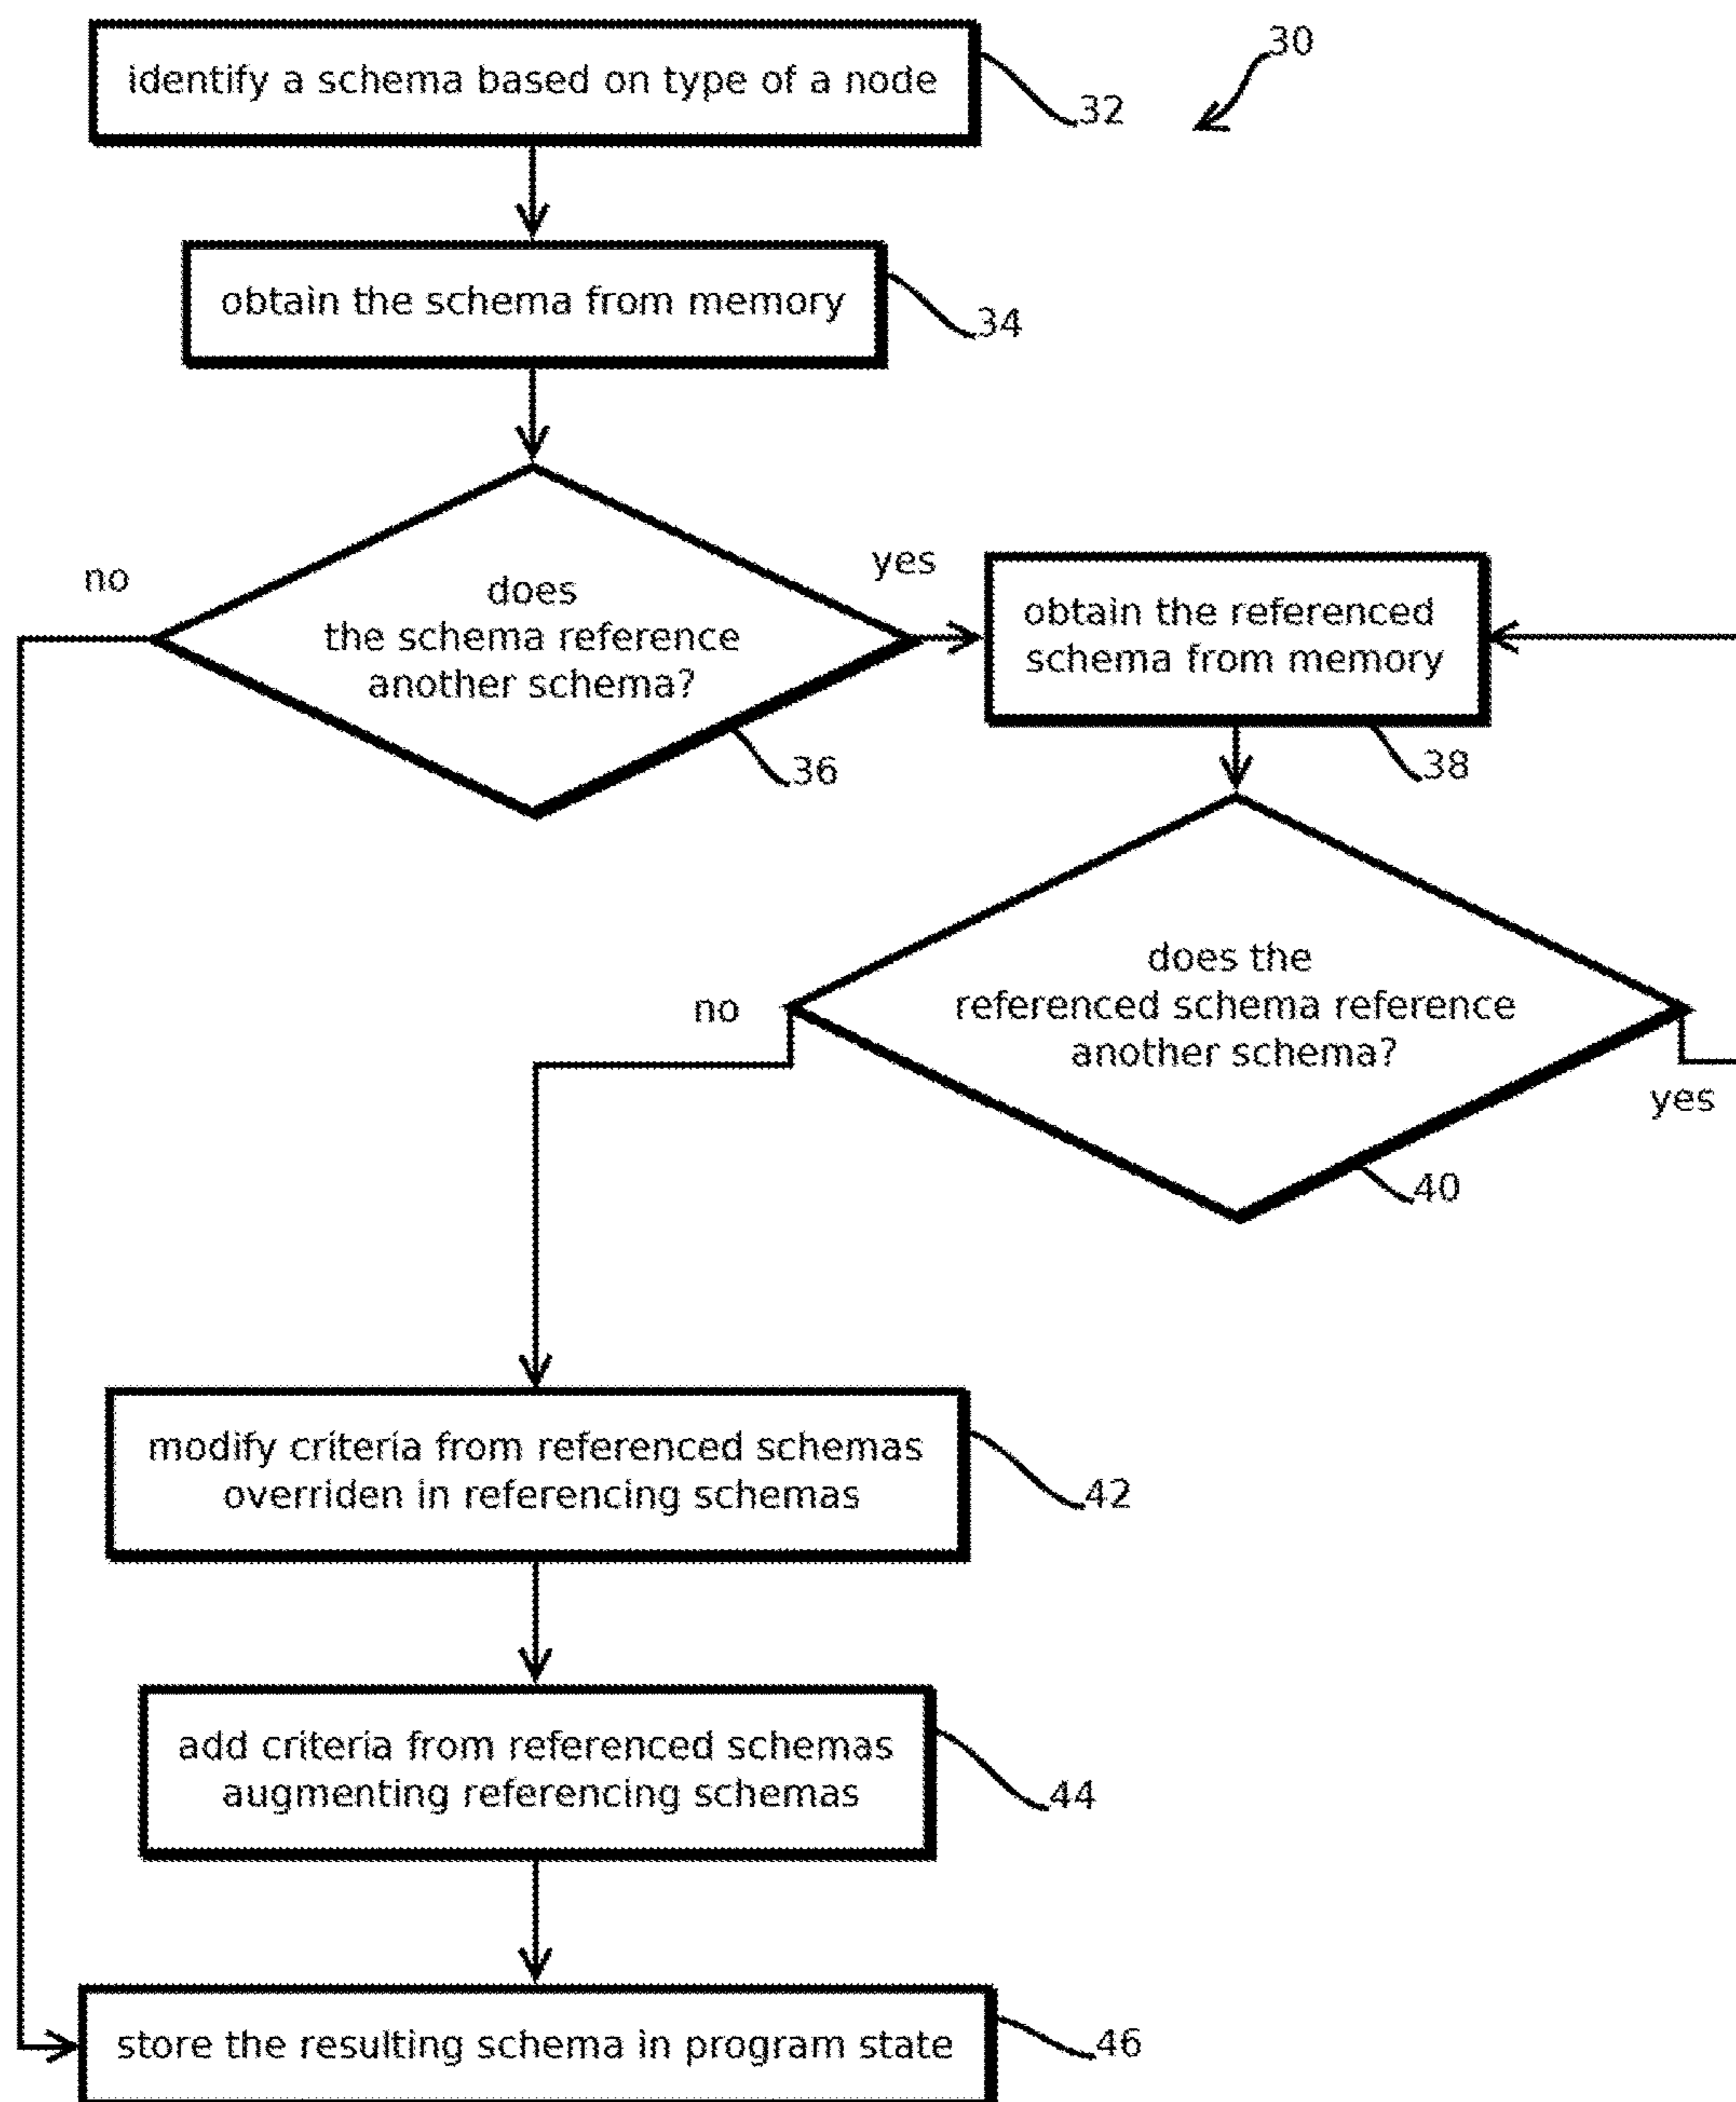 identify a schema based on type of a node
32
30
obtain the schema from memory
34
no
does
the schema reference
another schema?
yes
36
obtain the referenced
schema from memory
38
does the
referenced schema reference
another schema?
no
yes
40
modify criteria from referenced schemas
overriden in referencing schemas
42
add criteria from referenced schemas
augmenting referencing schemas
44
store the resulting schema in program state
46